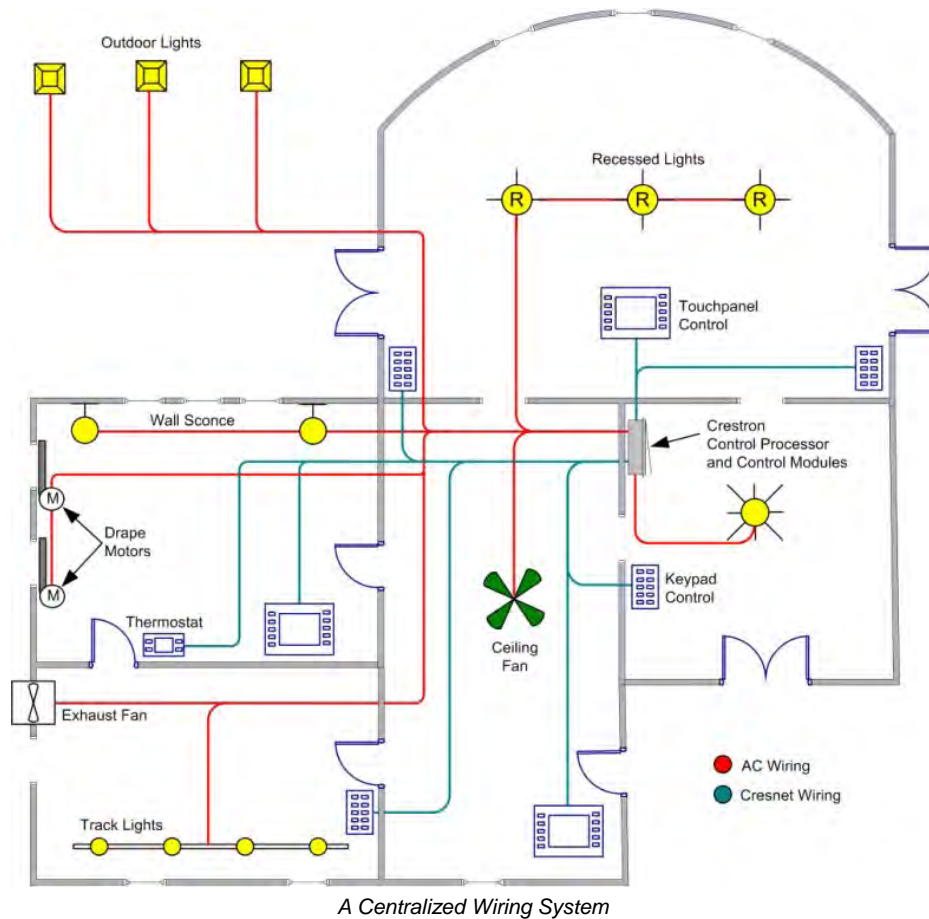 Outdoor Lights
Recessed Lights
R
R
R
Touchpanel
Control
Wall Sconce
Crestron
Control Processor
and Control Modules
M
Drape
Motors
M
Keypad
Control
Thermostat
Ceiling
Fan
Exhaust Fan
AC Wiring
Cresnet Wiring
Track Lights
A Centralized Wiring System